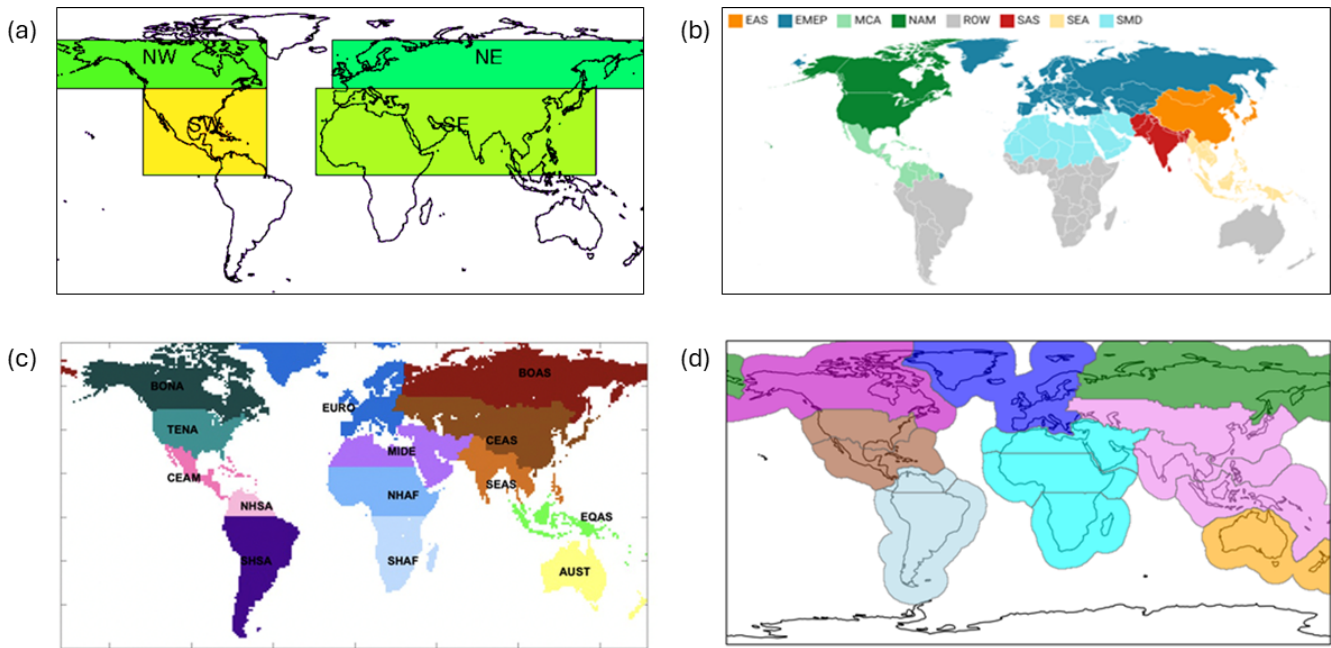 (a)
NW
NE
SW
SE
(b)
EAS EMEP MCA NAM ROW SAS SEA SMD
(c)
BONA
BOAS
EURO
TENA
CEAS
MIDE
CEAM
SEAS
NHSA
NHAF
EQAS
SHSA
SHAF
AUST
(d)